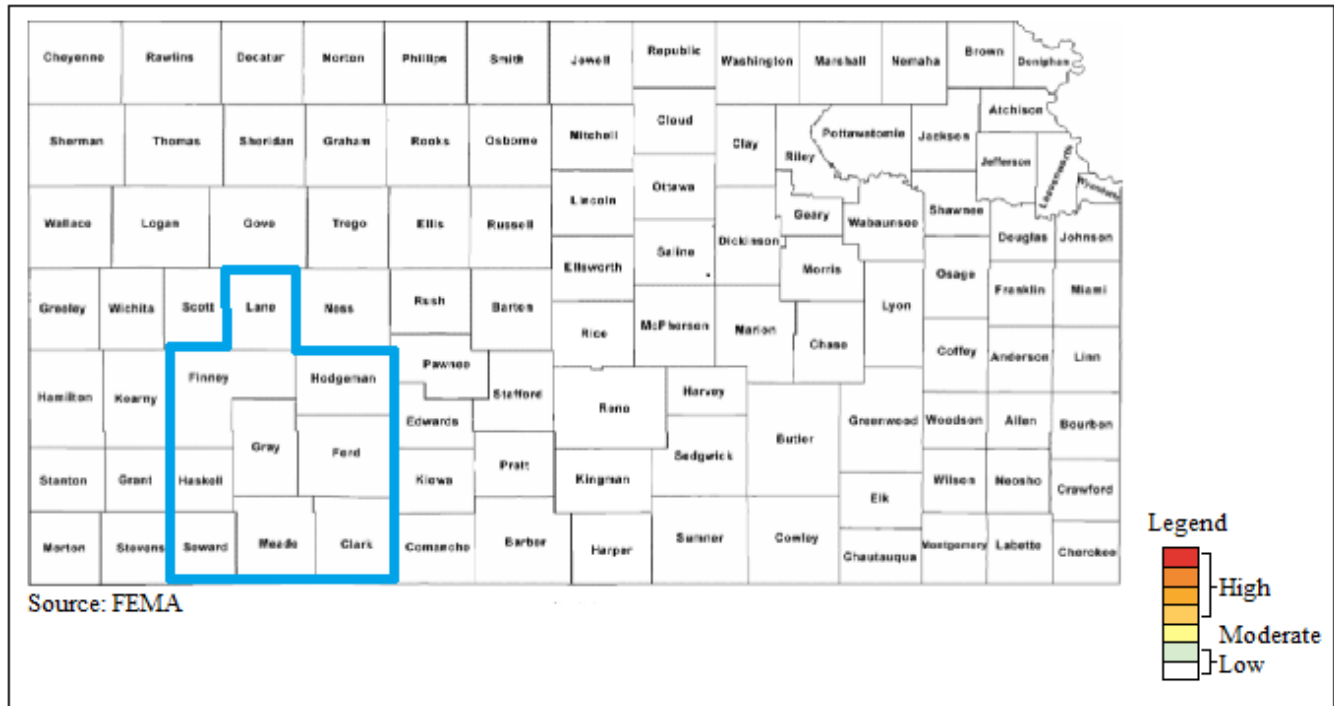 Cheyenne Rawlins Decatur Norton Phillips Smith Jewell Republic Washington Marshall Nemaha Brown Doniphan
Atchison
Sherman Thomas Sheridan Graham Rooks Osborne Mitchell Cloud Clay Riley Pottawatomie Jackson
Jefferson Leavenworth Wyandotte
Wallace Logan Gove Trego Ellis Russell Lincoln Ottawa Geary Wabaunsee Shawnee
Douglas Johnson
Ellsworth Saline Dickinson Morris Osage
Greeley Wichita Scott Lane Ness Rush Barton Rice McPherson Marion Chase Lyon Franklin Miami
Coffey Anderson Linn
Hamilton Kearny Finney Hodgeman Pawnee Stafford Reno Harvey
Edwards Greenwood Woodson Allen Bourbon
Gray Ford Sedgwick Butler
Stanton Grant Haskell Kiowa Pratt Kingman Elk Wilson Neosho Crawford
Morton Stevens Seward Meade Clark Comanche Barber Harper Sumner Cowley Chautauqua Montgomery Labette Cherokee
Source: FEMA
Legend
High
Moderate
Low